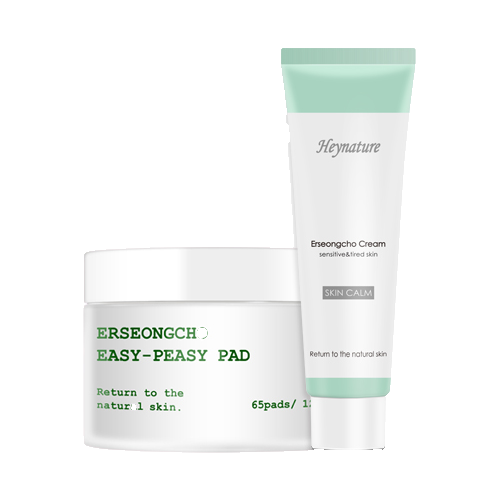 ERSEONGCHO
EASY-PEASY PAD
Return to the
natural skin.
65pads/
Heynature
Erseongcho Cream
sensitive&tired skin
SKIN CALM
Return to the natural skin